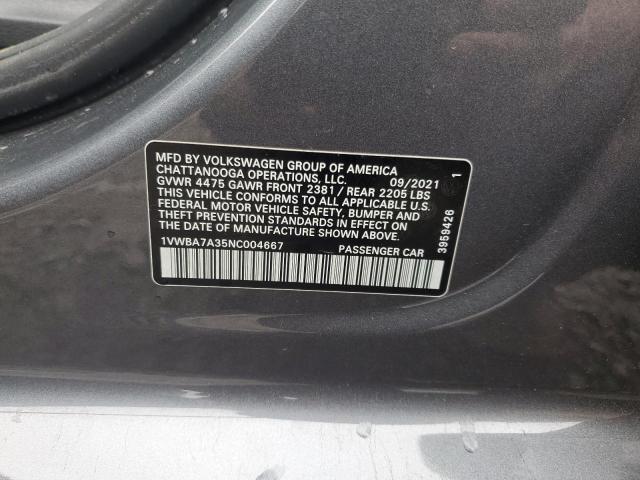 MFD BY VOLKSWAGEN GROUP OF AMERICA
CHATTANOOGA OPERATIONS, LLC. 09/2021
GVWR 4475 GAWR FRONT 2381 / REAR 2205 LBS
THIS VEHICLE CONFORMS TO ALL APPLICABLE U.S.
FEDERAL MOTOR VEHICLE SAFETY, BUMPER AND
THEFT PREVENTION STANDARDS IN EFFECT ON
THE DATE OF MANUFACTURE SHOWN ABOVE.
1VWBA7A35NC004667 PASSENGER CAR
3959426 1